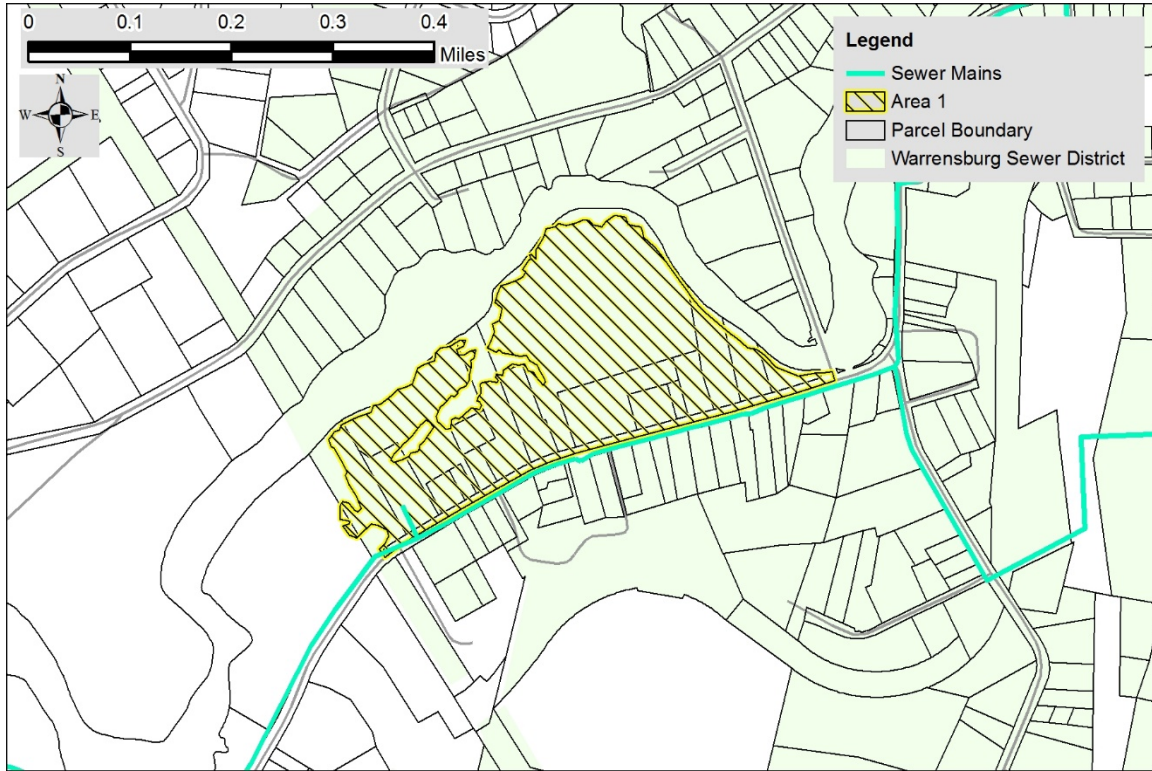 0 0.1 0.2 0.3 0.4
Miles
N
W E
S
Legend
Sewer Mains
Area 1
Parcel Boundary
Warrensburg Sewer District